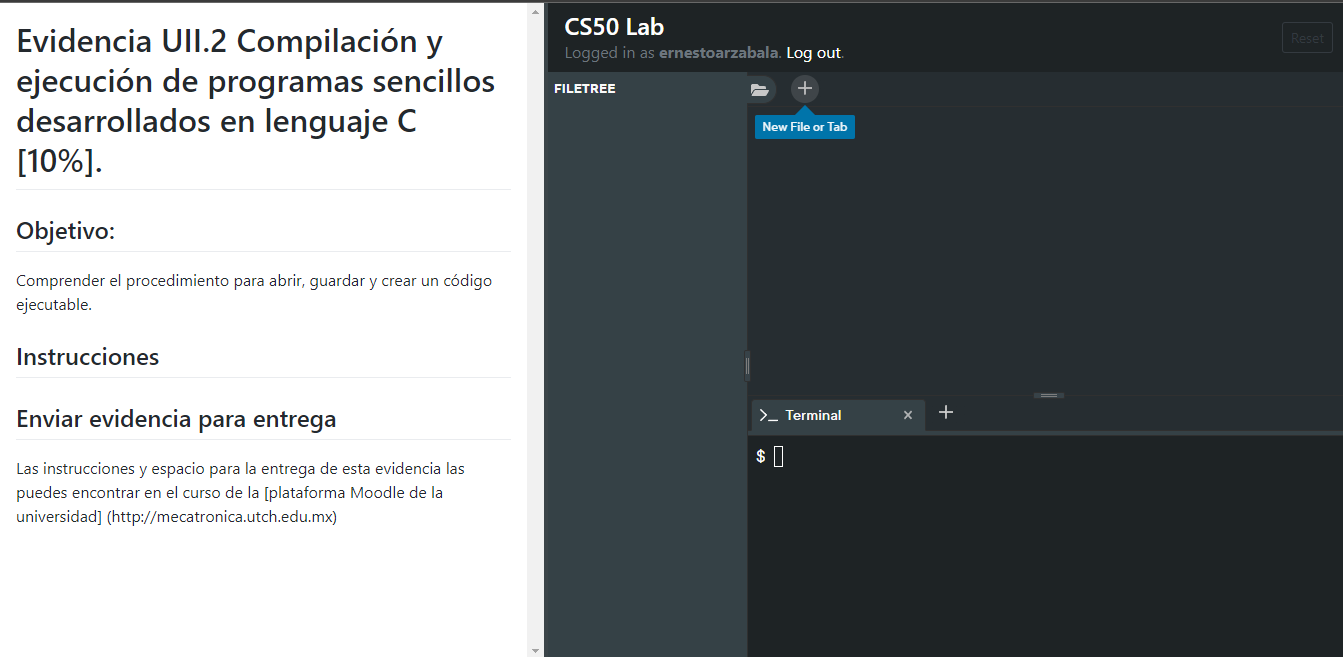 Evidencia UII.2 Compilación y
ejecución de programas sencillos
desarrollados en lenguaje C
[10%].
Objetivo:
Comprender el procedimiento para abrir, guardar y crear un código
ejecutable.
Instrucciones
Enviar evidencia para entrega
Las instrucciones y espacio para la entrega de esta evidencia las
puedes encontrar en el curso de la [plataforma Moodle de la
universidad] (http://mecatronica.utch.edu.mx)
CS50 Lab
Logged in as ernestoarzabala. Log out.
Reset
FILETREE
New File or Tab
Terminal
$